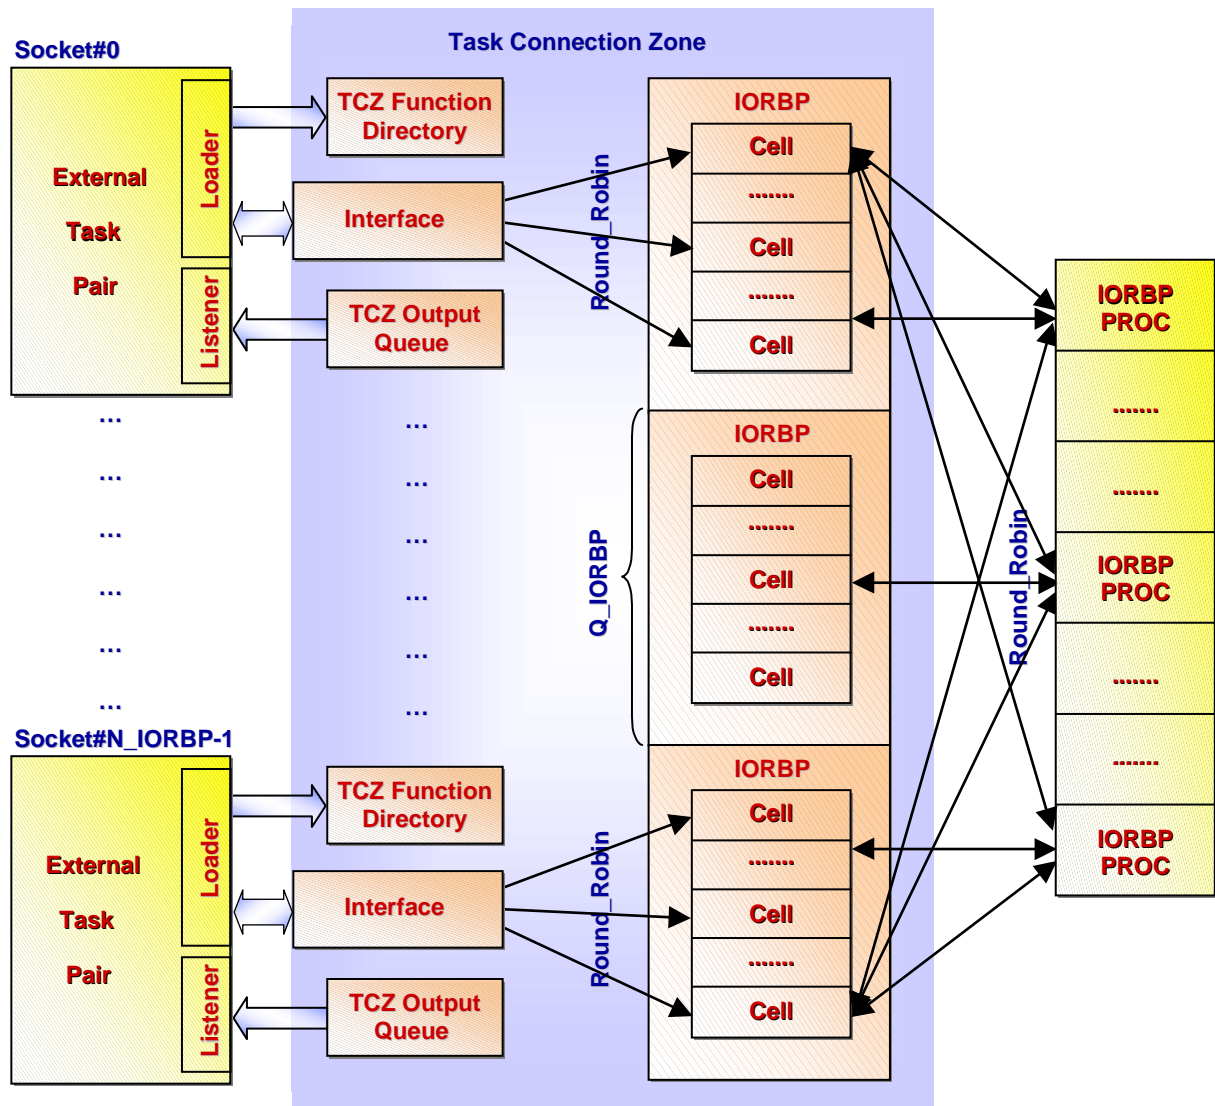 Task Connection Zone
Socket#0
External
Task
Pair
Loader
Listener
TCZ Function
Directory
Interface
TCZ Output
Queue
Round_Robin
IORBP
Cell
.......
Cell
.......
Cell
...
...
...
...
...
...
...
...
...
...
...
...
Q_IORBP
IORBP
Cell
.......
Cell
.......
Cell
Socket#N_IORBP-1
External
Task
Pair
Loader
Listener
TCZ Function
Directory
Interface
TCZ Output
Queue
Round_Robin
IORBP
Cell
.......
Cell
.......
Cell
Round_Robin
IORBP
PROC
.......
.......
IORBP
PROC
.......
.......
IORBP
PROC